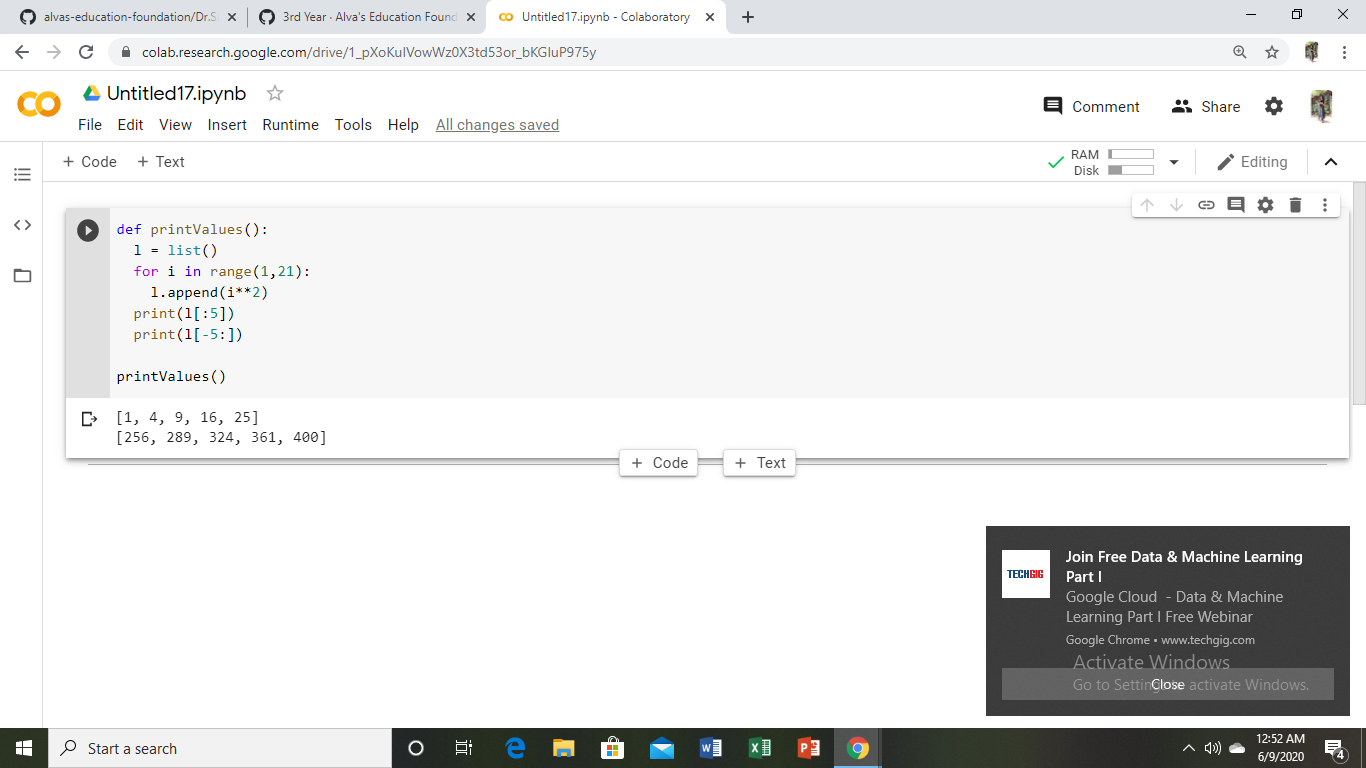 alvas-education-foundation/Dr.S
3rd Year · Alva's Education Found
Untitled17.ipynb - Colaboratory
colab.research.google.com/drive/1_pXoKuIVowWz0X3td53or_bKGIuP975y
Untitled17.ipynb
File Edit View Insert Runtime Tools Help All changes saved
Comment Share
+ Code + Text
RAM
Disk
Editing
def printValues():
  l = list()
  for i in range(1,21):
    l.append(i**2)
  print(l[:5])
  print(l[-5:])
printValues()
[1, 4, 9, 16, 25]
[256, 289, 324, 361, 400]
+ Code + Text
TECHGIG
Join Free Data & Machine Learning
Part I
Google Cloud - Data & Machine
Learning Part I Free Webinar
Google Chrome • www.techgig.com
Activate Windows
Go to Settings to activate Windows.
Close
Start a search
12:52 AM
6/9/2020
4